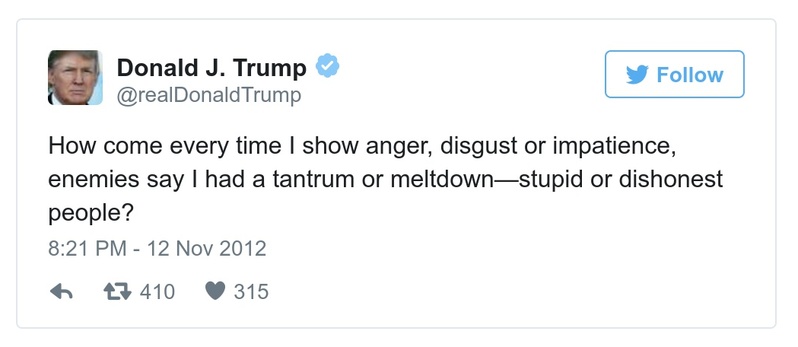 Donald J. Trump
@realDonaldTrump
Follow
How come every time I show anger, disgust or impatience,
enemies say I had a tantrum or meltdown—stupid or dishonest
people?
8:21 PM - 12 Nov 2012
410 315